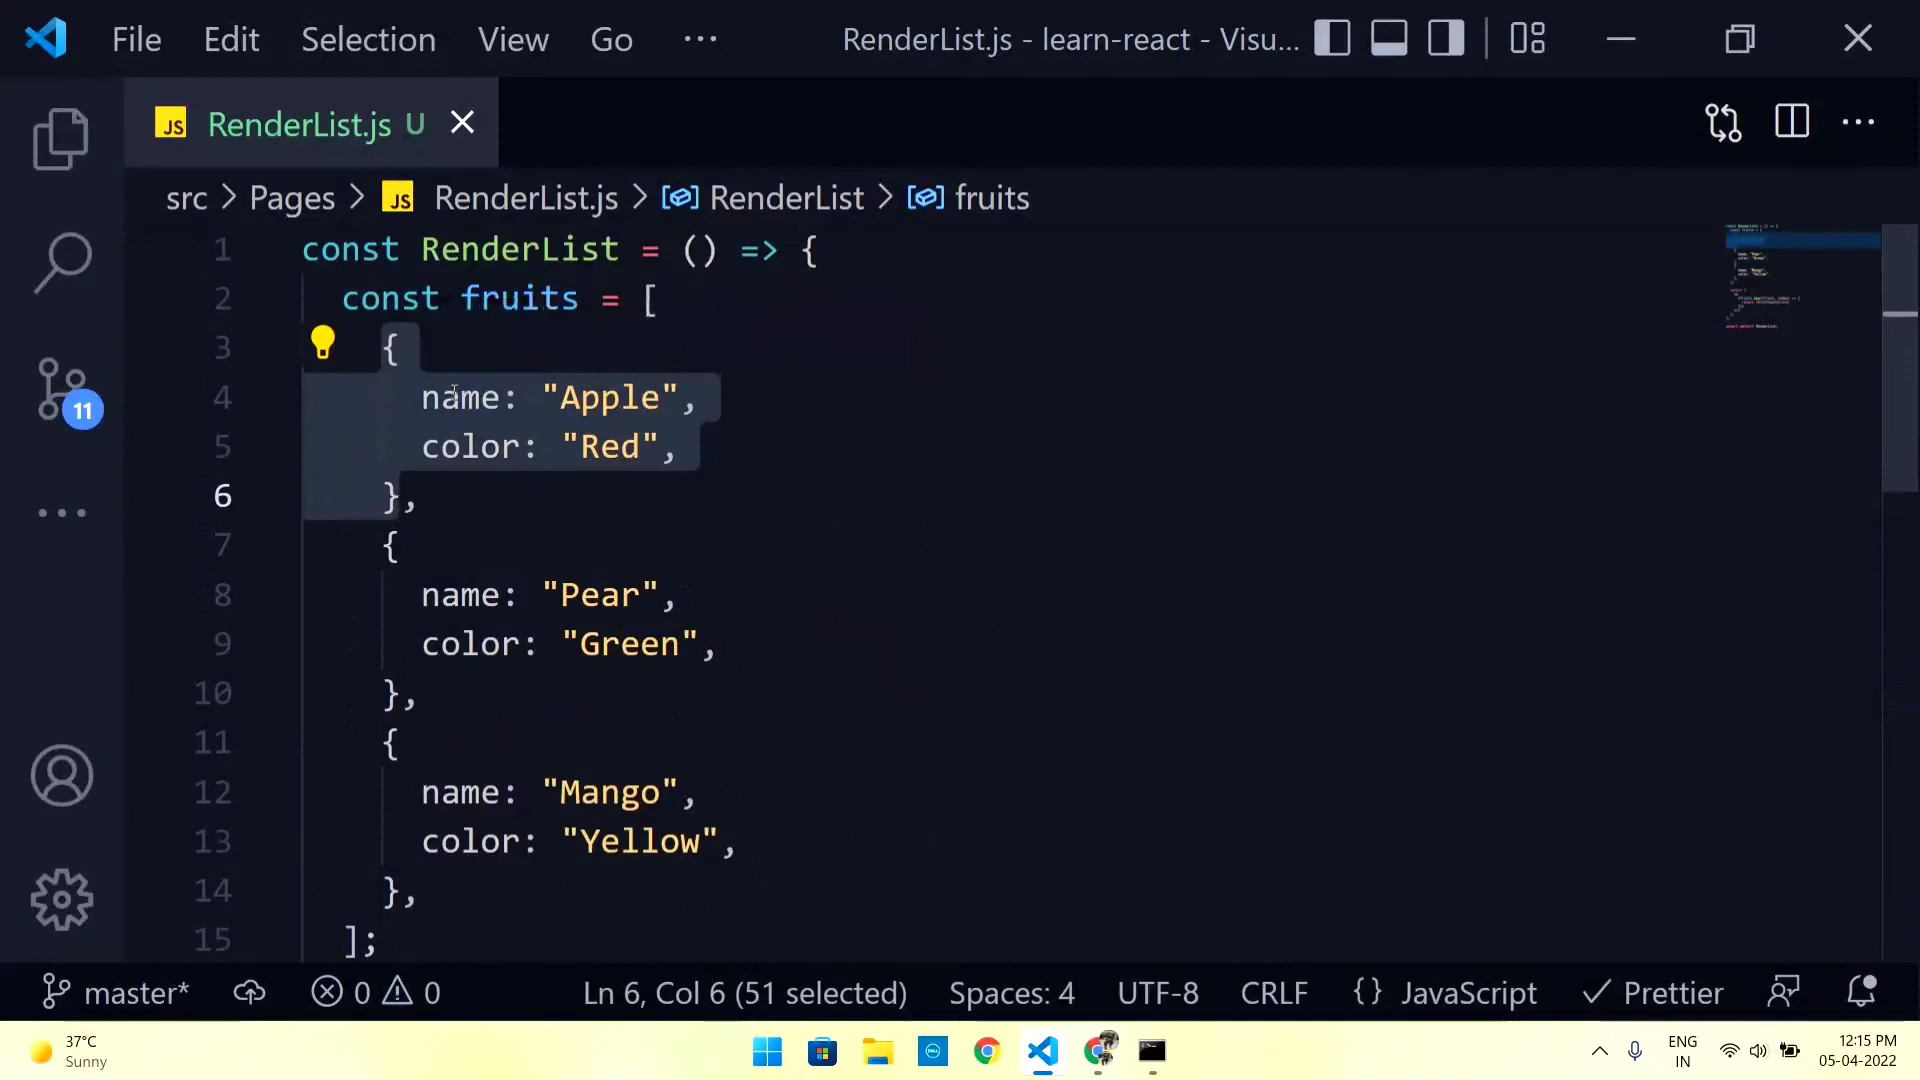 File Edit Selection View Go ··· RenderList.js - learn-react - Visu...
JS RenderList.js U
src > Pages > JS RenderList.js > RenderList > fruits
1 const RenderList = () => {
2 const fruits = [
3 {
4 name: "Apple",
5 color: "Red",
6 },
7 {
8 name: "Pear",
9 color: "Green",
10 },
11 {
12 name: "Mango",
13 color: "Yellow",
14 },
15 ];
11
master* 0 0 Ln 6, Col 6 (51 selected) Spaces: 4 UTF-8 CRLF {} JavaScript Prettier
37°C
Sunny
ENG
IN
12:15 PM
05-04-2022